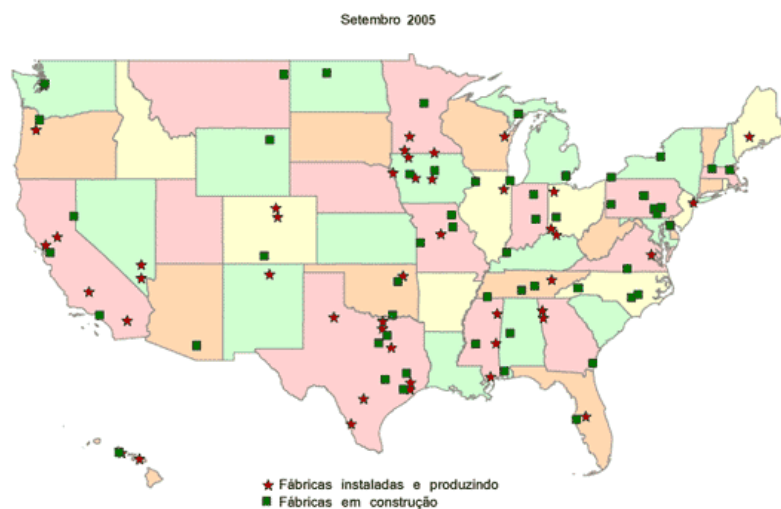 Setembro 2005
Fábricas instaladas e produzindo
Fábricas em construção